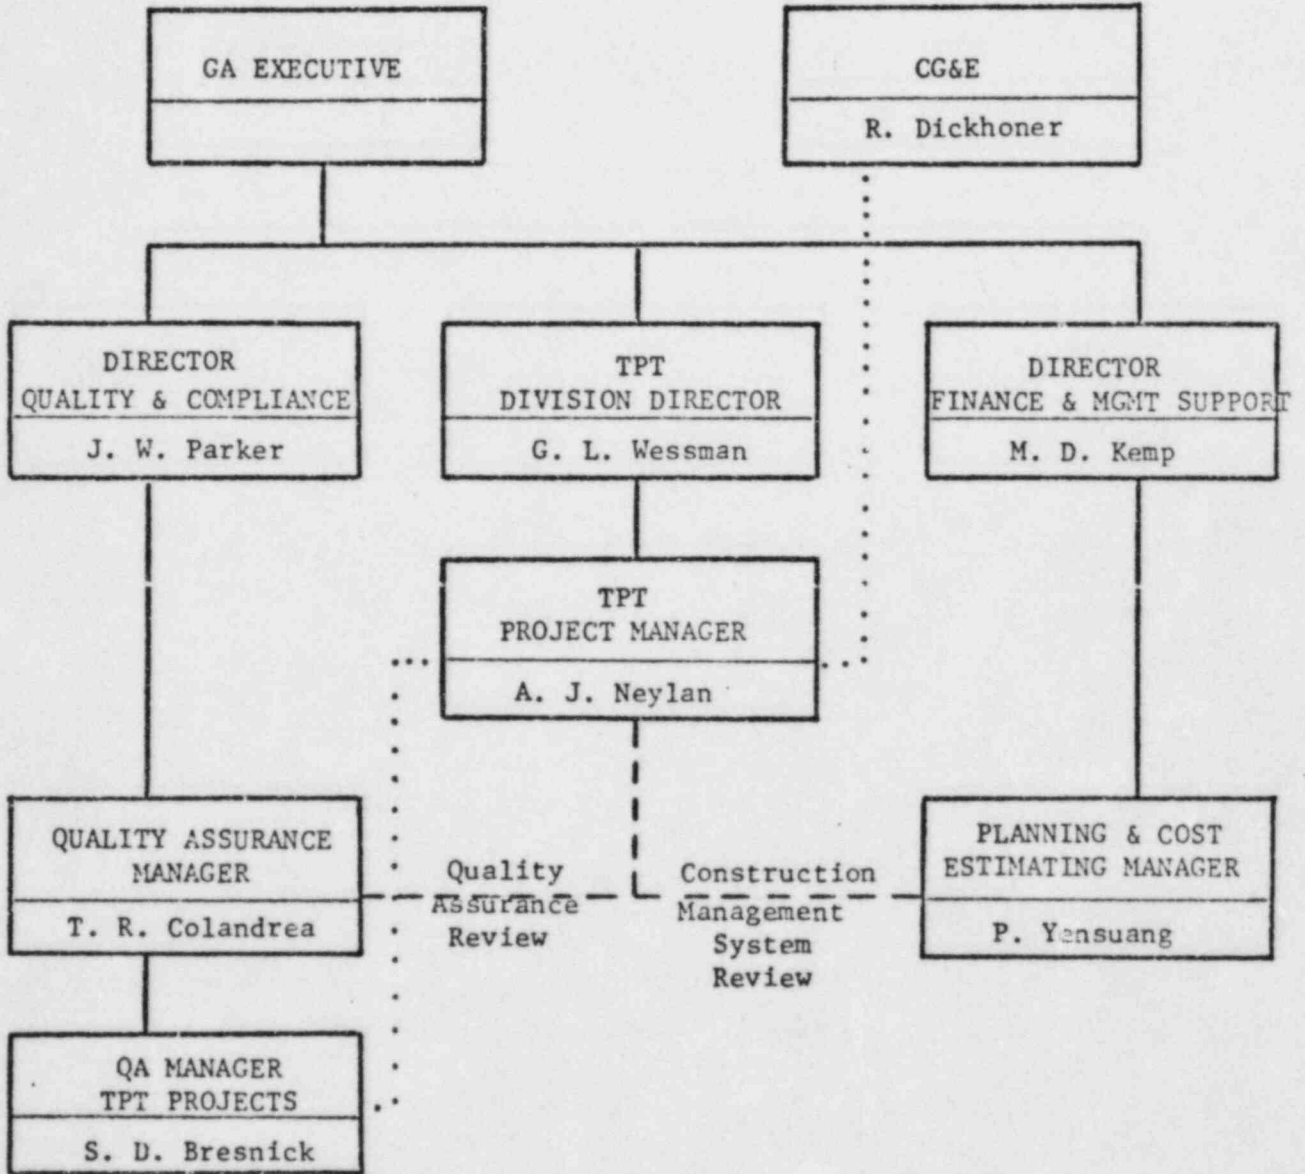 GA EXECUTIVE
CG&E
R. Dickhoner
DIRECTOR
QUALITY & COMPLIANCE
J. W. Parker
TPT
DIVISION DIRECTOR
G. L. Wessman
DIRECTOR
FINANCE & MGMT SUPPORT
M. D. Kemp
TPT
PROJECT MANAGER
A. J. Neylan
QUALITY ASSURANCE
MANAGER
T. R. Colandrea
Quality
Assurance
Review
Construction
Management
System
Review
PLANNING & COST
ESTIMATING MANAGER
P. Yensuang
QA MANAGER
TPT PROJECTS
S. D. Bresnick